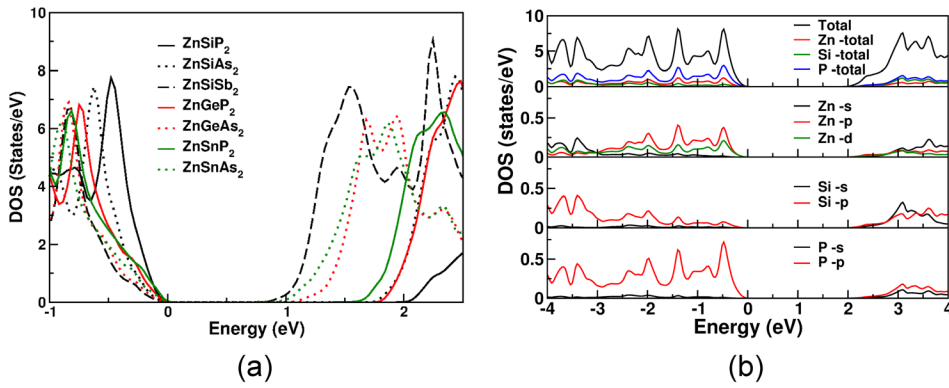 DOS (States/eV)
10
8
6
4
2
0
ZnSiP2
ZnSiAs2
ZnSiSb2
ZnGeP2
ZnGeAs2
ZnSnP2
ZnSnAs2
-1 0 1 2
Energy (eV)
(a)
DOS (states/eV)
10
5
0
Total
Zn -total
Si -total
P -total
0.5
0
Zn -s
Zn -p
Zn -d
0.5
0
Si -s
Si -p
0.5
0
P -s
P -p
-4 -3 -2 -1 0 1 2 3 4
Energy (eV)
(b)